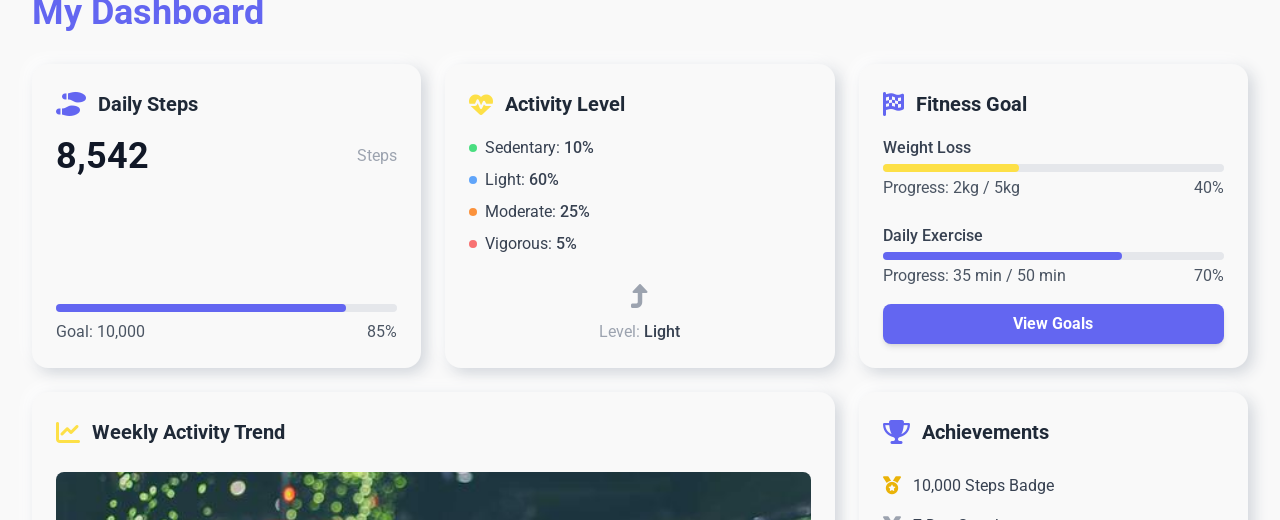 My Dashboard
Daily Steps
8,542
Steps
Goal: 10,000
85%
Activity Level
Sedentary: 10%
Light: 60%
Moderate: 25%
Vigorous: 5%
Level: Light
Fitness Goal
Weight Loss
Progress: 2kg / 5kg
40%
Daily Exercise
Progress: 35 min / 50 min
70%
View Goals
Weekly Activity Trend
Achievements
10,000 Steps Badge